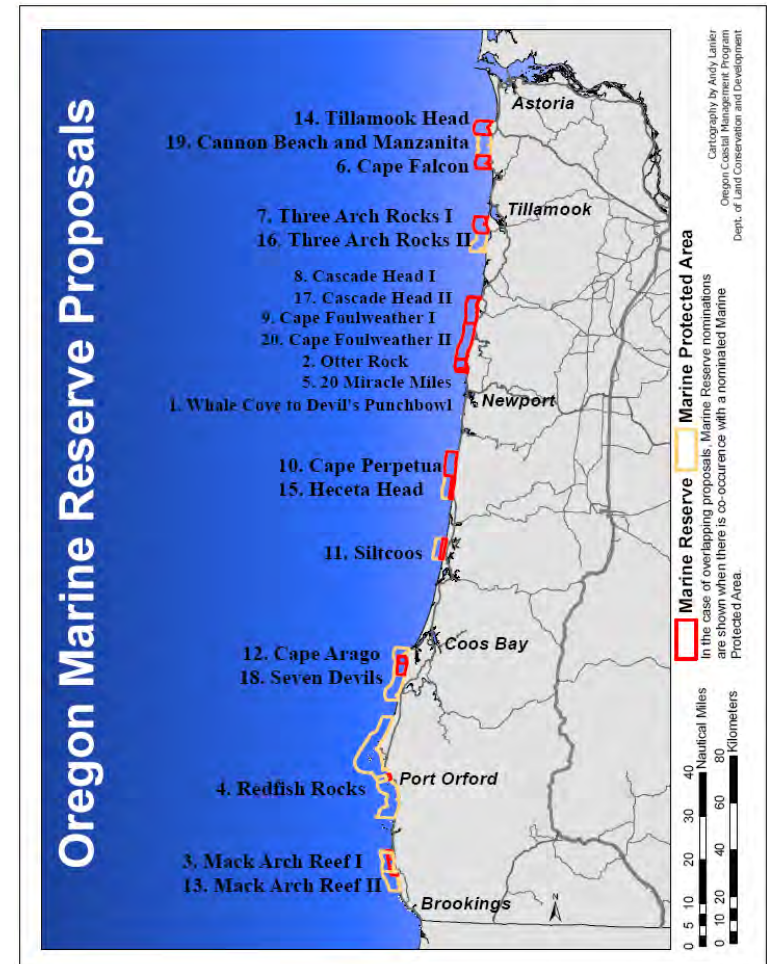 Oregon Marine Reserve Proposals
14. Tillamook Head
19. Cannon Beach and Manzanita
6. Cape Falcon
7. Three Arch Rocks I
16. Three Arch Rocks II
8. Cascade Head I
17. Cascade Head II
9. Cape Foulweather I
20. Cape Foulweather II
2. Otter Rock
5. 20 Miracle Miles
1. Whale Cove to Devil's Punchbowl
10. Cape Perpetua
15. Heceta Head
11. Siltcoos
12. Cape Arago
18. Seven Devils
4. Redfish Rocks
3. Mack Arch Reef I
13. Mack Arch Reef II
Astoria
Tillamook
Newport
Coos Bay
Port Orford
Brookings
N
Marine Reserve
Marine Protected Area
In the case of overlapping proposals, Marine Reserve nominations
are shown when there is co-occurence with a nominated Marine
Protected Area.
0 5 10 20 30 40
Nautical Miles
0 10 20 40 60 80
Kilometers
Cartography by Andy Lanier
Oregon Coastal Management Program
Dept. of Land Conservation and Development